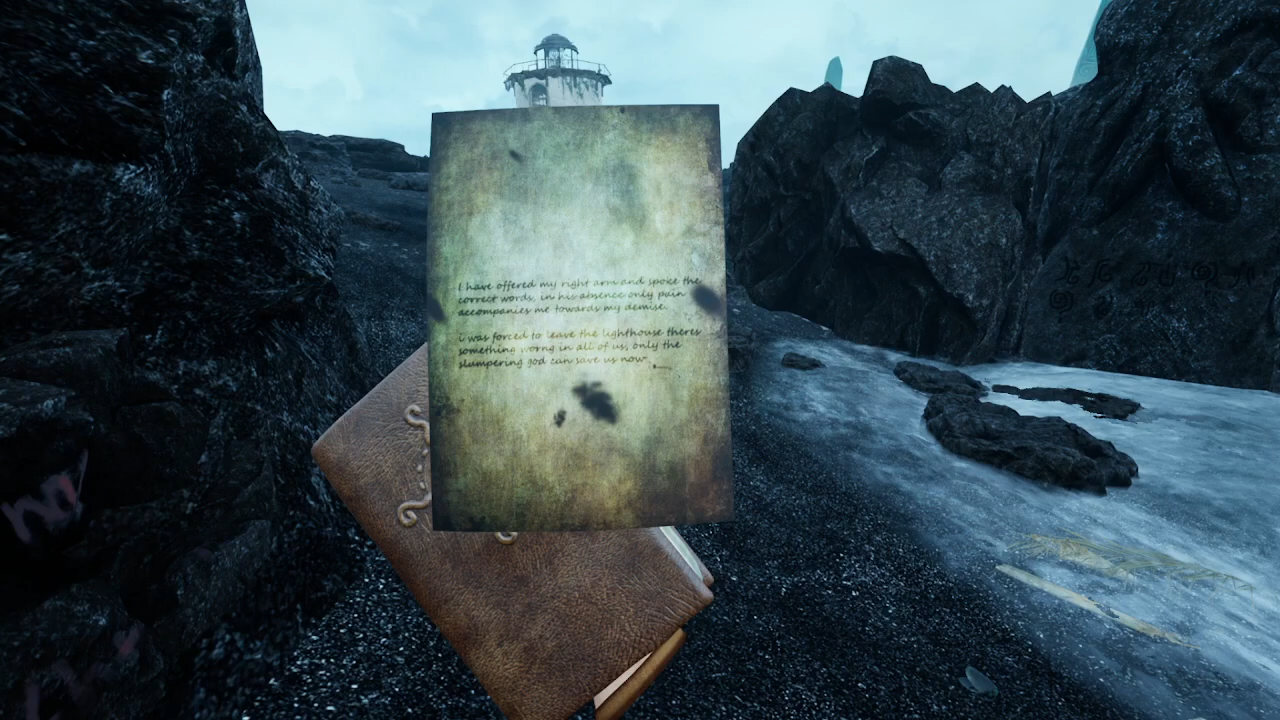 I have offered my right arm and spoke the
correct words, in his absence only pain
accompanies me towards my demise.
i was forced to leave the lighthouse theres
something worng in all of us, only the
slumpering god can save us now